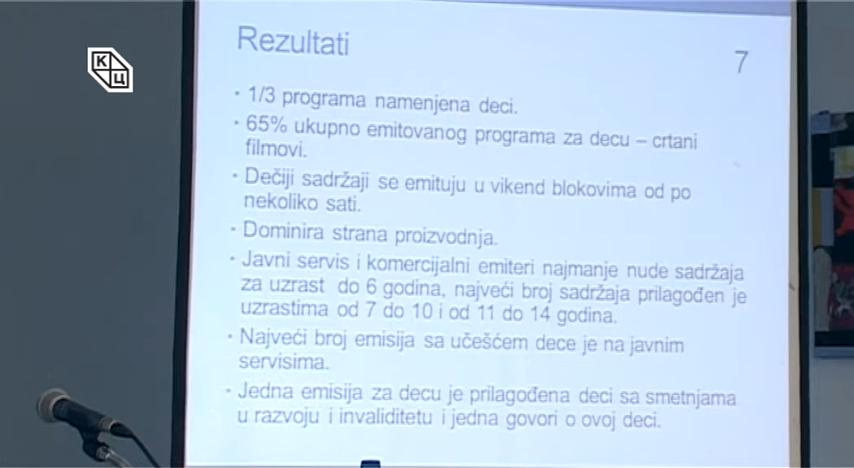 К
Ц
Rezultati
7
• 1/3 programa namenjena deci.
• 65% ukupno emitovanog programa za decu – crtani
filmovi.
• Dečiji sadržaji se emituju u vikend blokovima od po
nekoliko sati.
• Dominira strana proizvodnja.
• Javni servis i komercijalni emiteri najmanje nude sadržaja
za uzrast do 6 godina, najveći broj sadržaja prilagođen je
uzrastima od 7 do 10 i od 11 do 14 godina.
• Najveći broj emisija sa učešćem dece je na javnim
servisima.
• Jedna emisija za decu je prilagođena deci sa smetnjama
u razvoju i invaliditetu i jedna govori o ovoj deci.